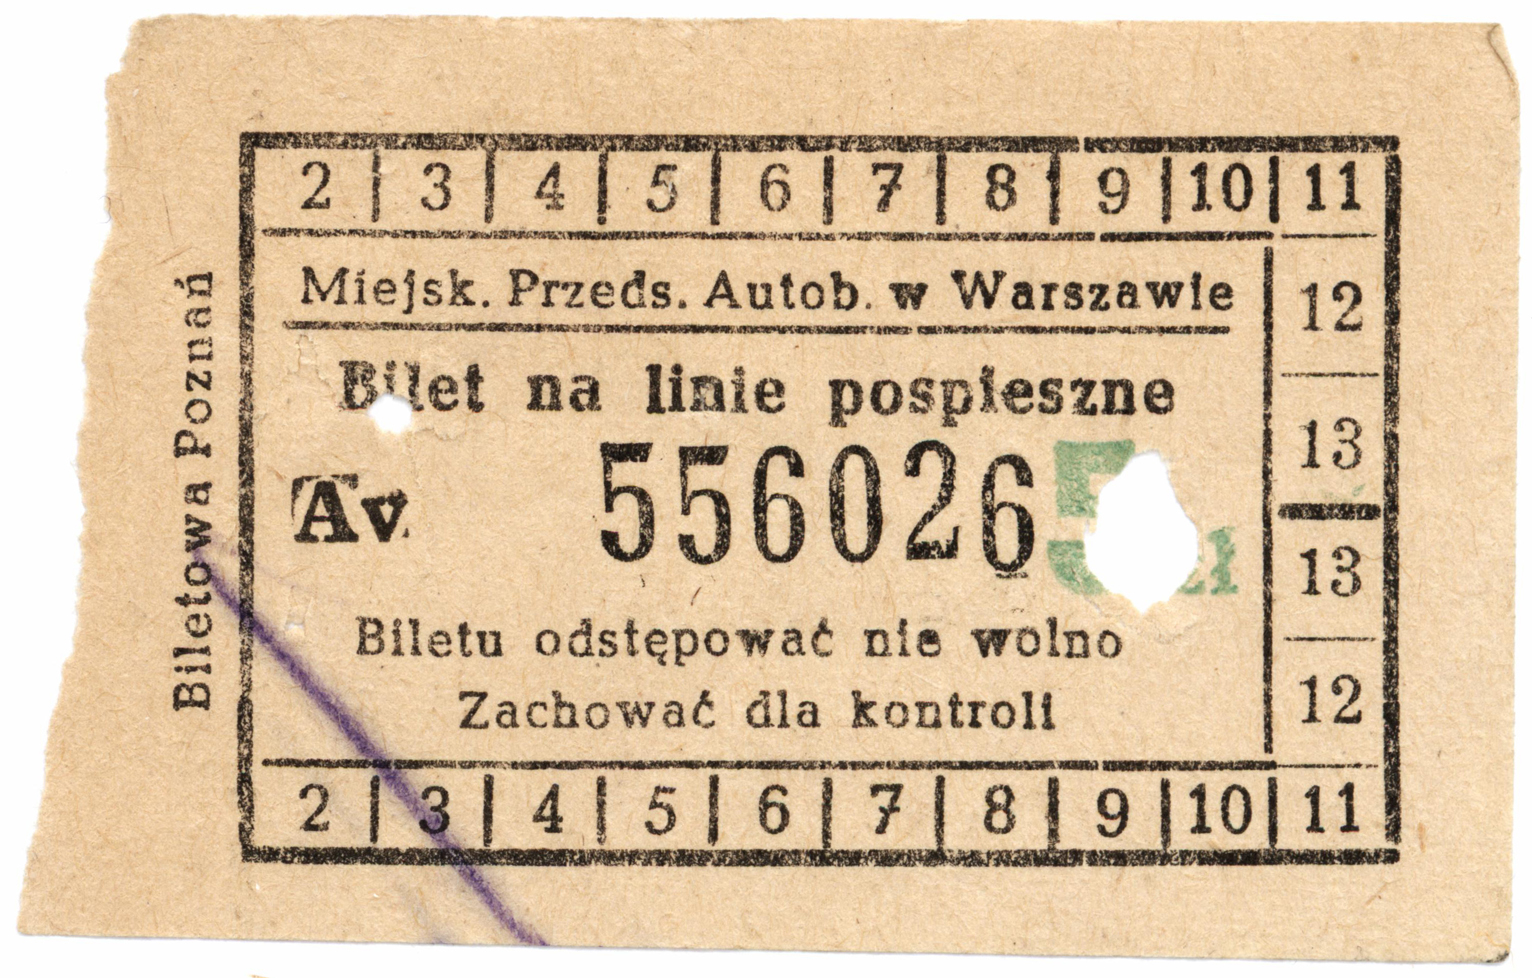 2 3 4 5 6 7 8 9 10 11
Miejsk. Przeds. Autob. w Warszawie
12
Bilet na linie pospieszne
13
Av 556026 5 zł
13
Biletu odstępować nie wolno
Zachować dla kontroli
12
2 3 4 5 6 7 8 9 10 11
Biletowa Poznań